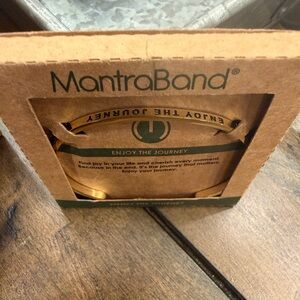 MantraBand®
ENJOY THE JOURNEY
ENJOY THE JOURNEY
Find joy in your life and cherish every moment
Because in the end, it's the journey that matters.
Enjoy your journey.